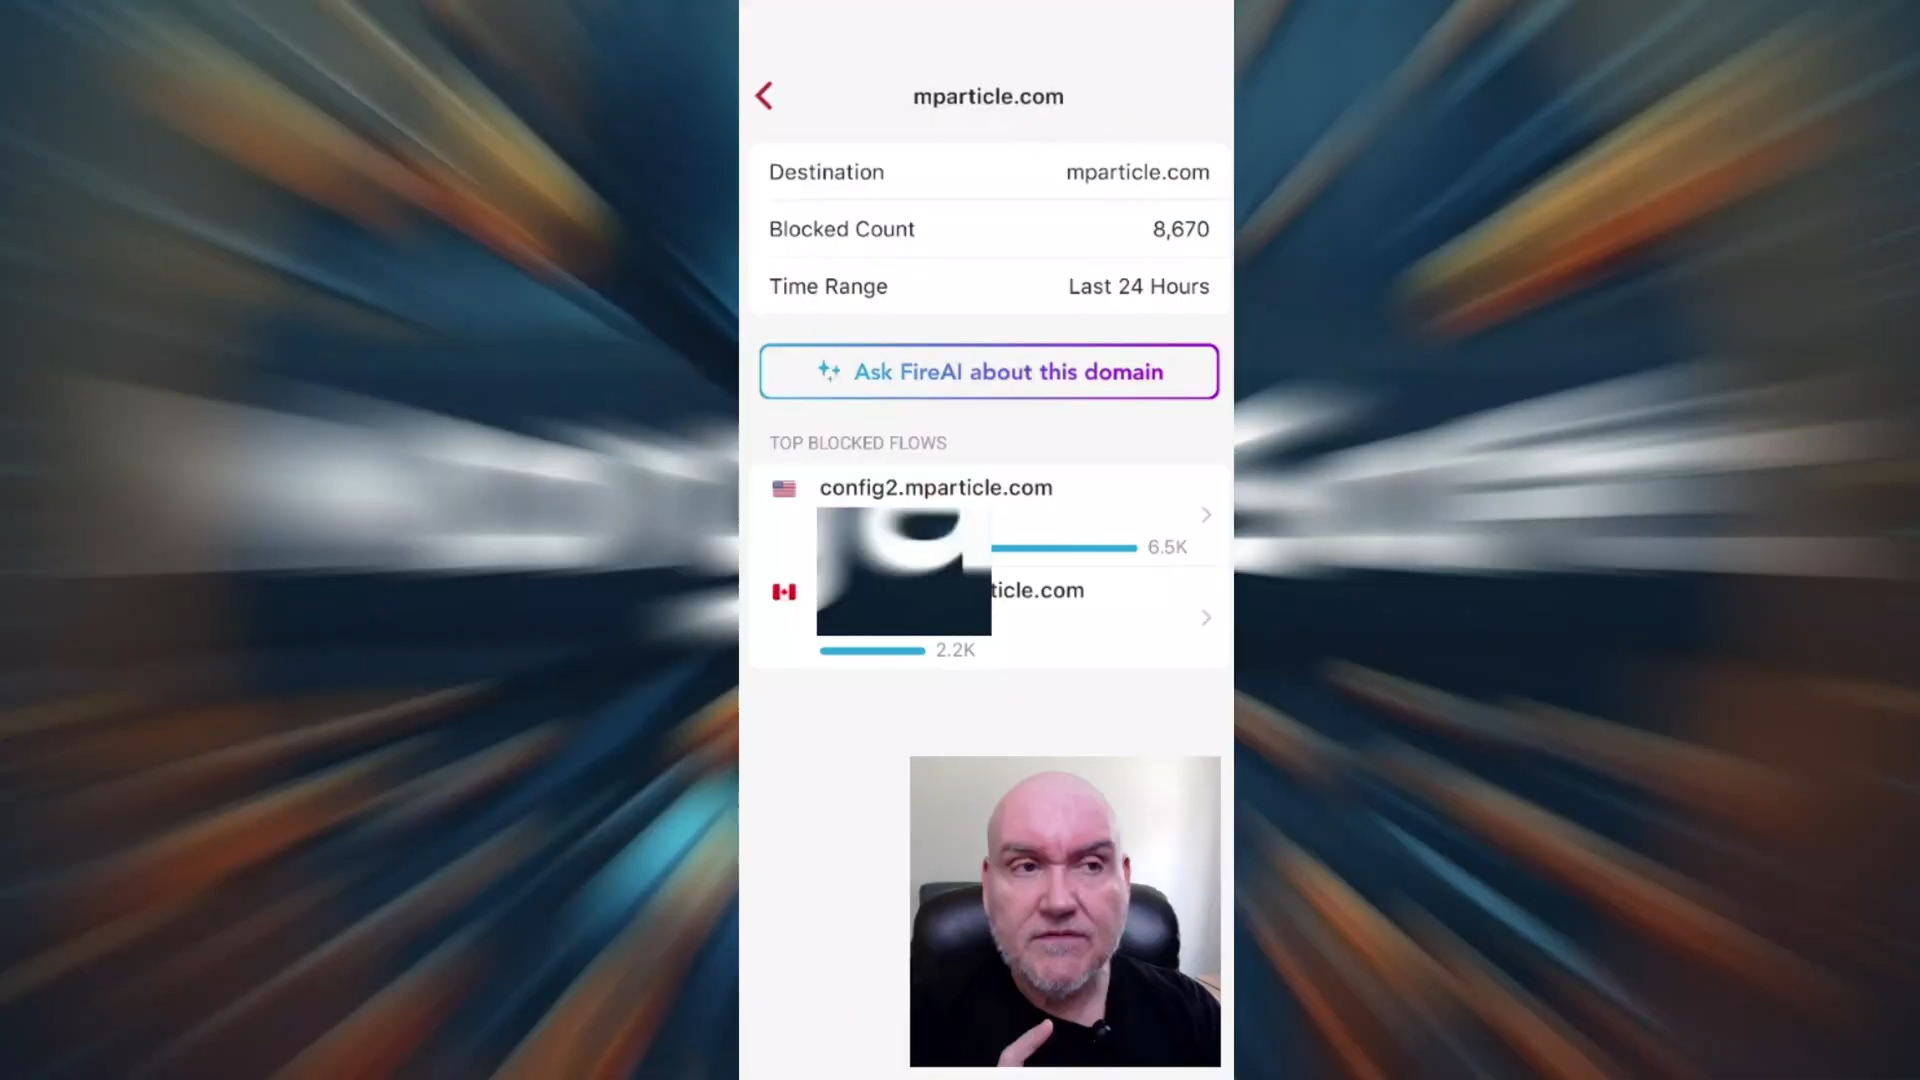 mparticle.com
Destination mparticle.com
Blocked Count 8,670
Time Range Last 24 Hours
Ask FireAI about this domain
TOP BLOCKED FLOWS
config2.mparticle.com
6.5K
ticle.com
2.2K